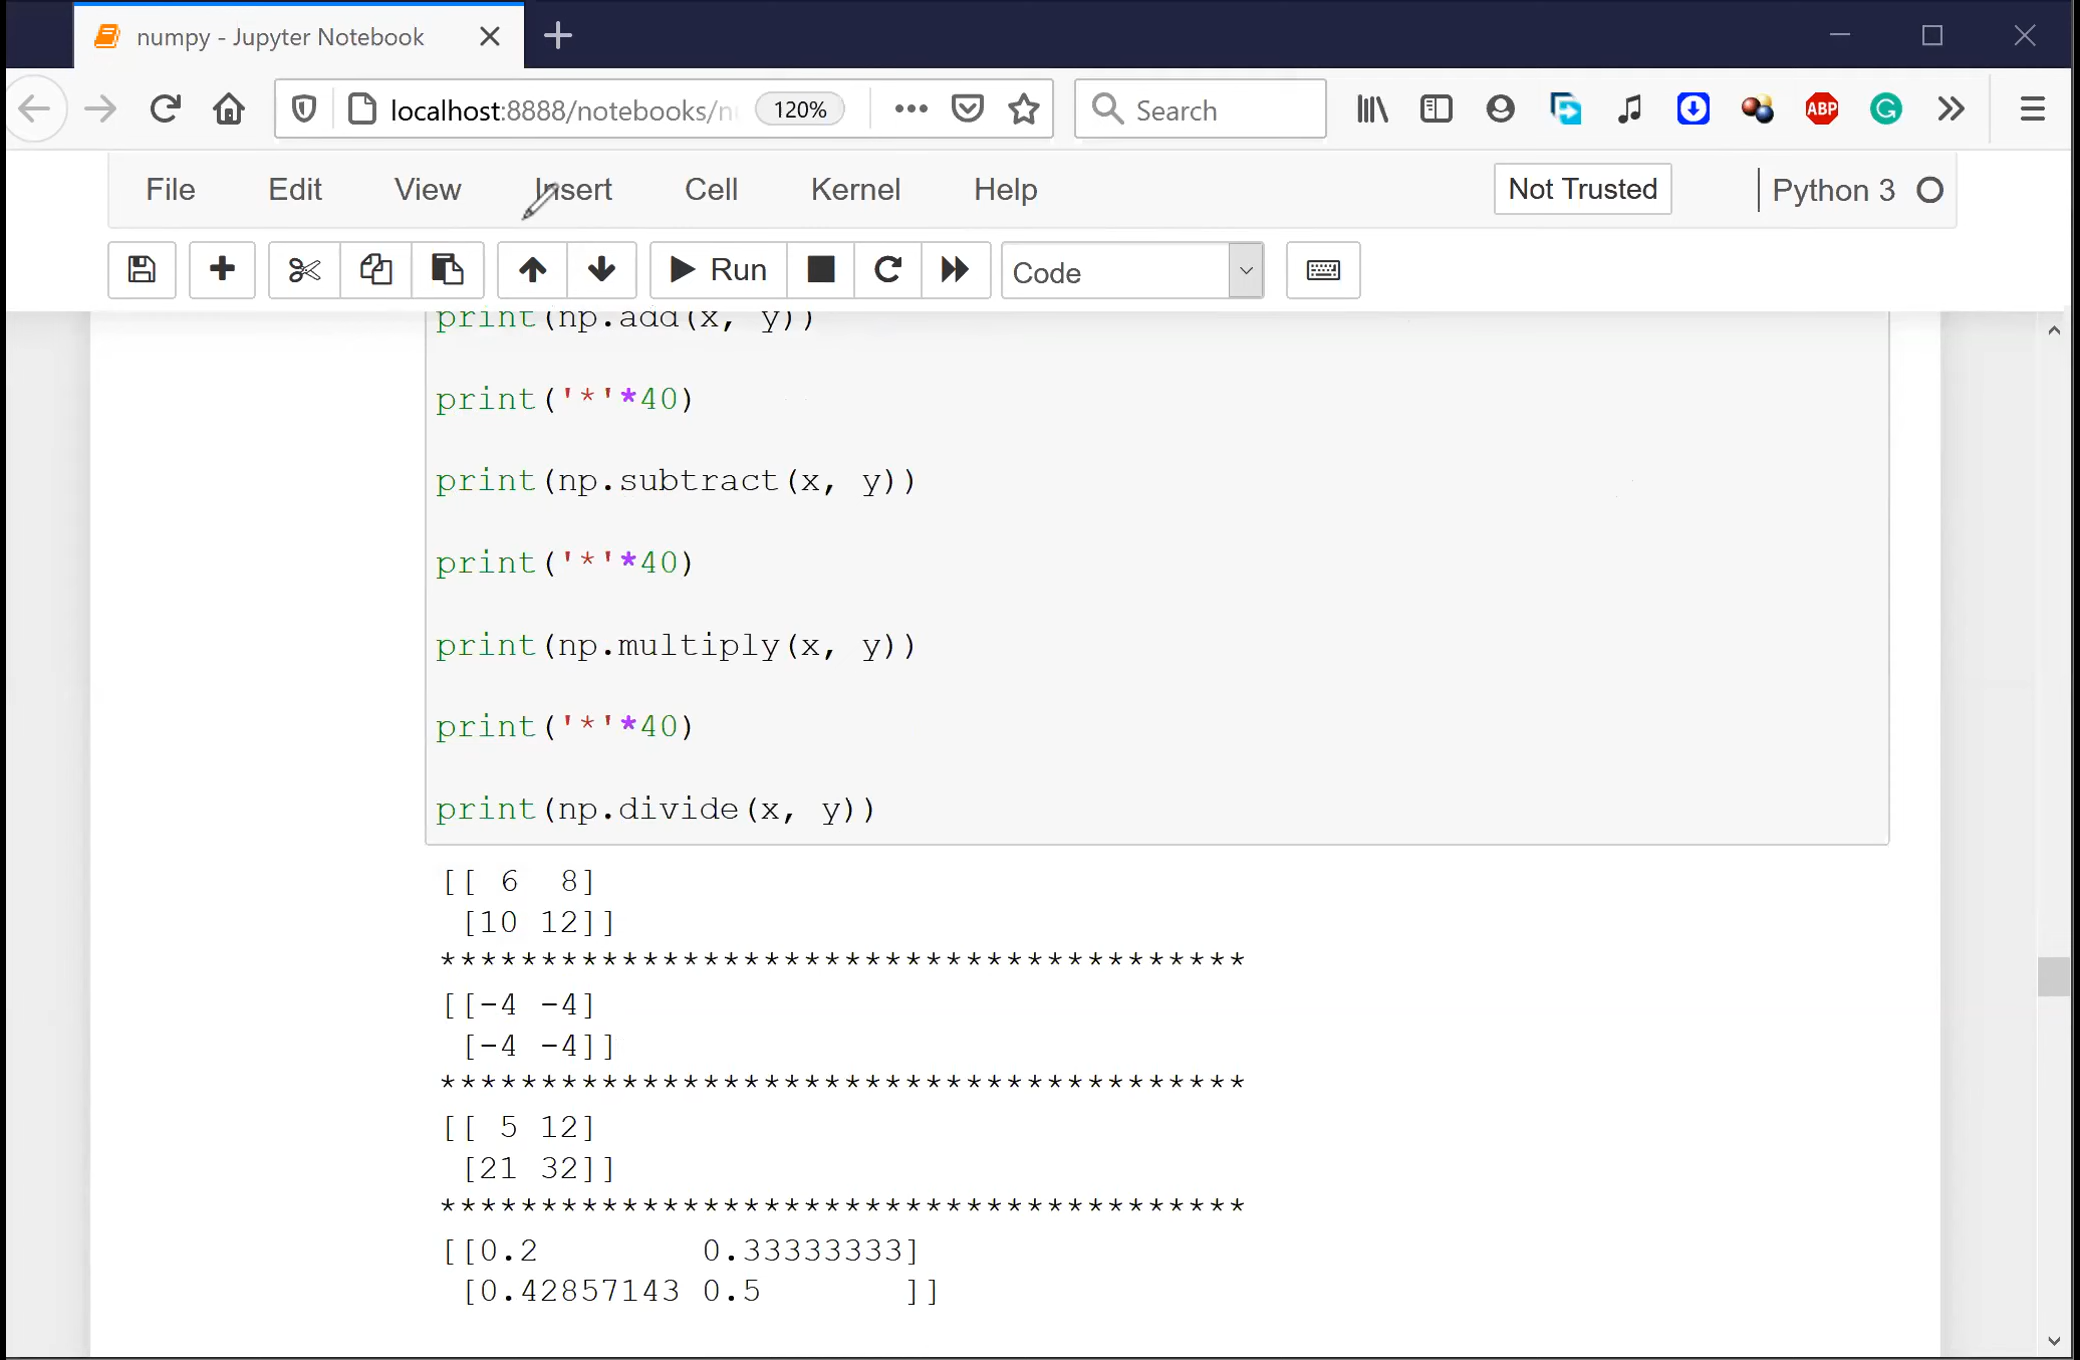 numpy - Jupyter Notebook
localhost:8888/notebooks/n 120% Search ABP G
File Edit View Insert Cell Kernel Help Not Trusted Python 3
Run Code
print(np.add(x, y))
print('*'*40)
print(np.subtract(x, y))
print('*'*40)
print(np.multiply(x, y))
print('*'*40)
print(np.divide(x, y))
[[ 6  8]
 [10 12]]
****************************************
[[-4 -4]
 [-4 -4]]
****************************************
[[ 5 12]
 [21 32]]
****************************************
[[0.2        0.33333333]
 [0.42857143 0.5       ]]